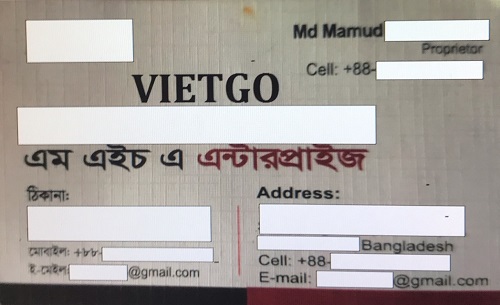 Md Mamud
Proprietor
Cell: +88-
VIETGO
এম এইচ এ এন্টারপ্রাইজ
ঠিকানা:
মোবাইল: +৮৮-
ই-মেইল: @gmail.com
Address:
Bangladesh
Cell: +88-
E-mail: @gmail.com